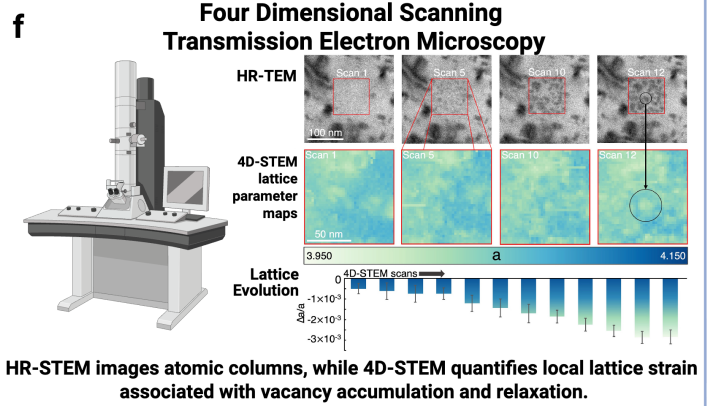 f
Four Dimensional Scanning
Transmission Electron Microscopy
HR-TEM
Scan 1
Scan 5
Scan 10
Scan 12
100 nm
4D-STEM
lattice
parameter
maps
Scan 1
Scan 5
Scan 10
Scan 12
50 nm
3.950
a
4.150
Lattice
Evolution
4D-STEM scans
Δa/a
0
-1×10⁻³
-2×10⁻³
-3×10⁻³
HR-STEM images atomic columns, while 4D-STEM quantifies local lattice strain
associated with vacancy accumulation and relaxation.